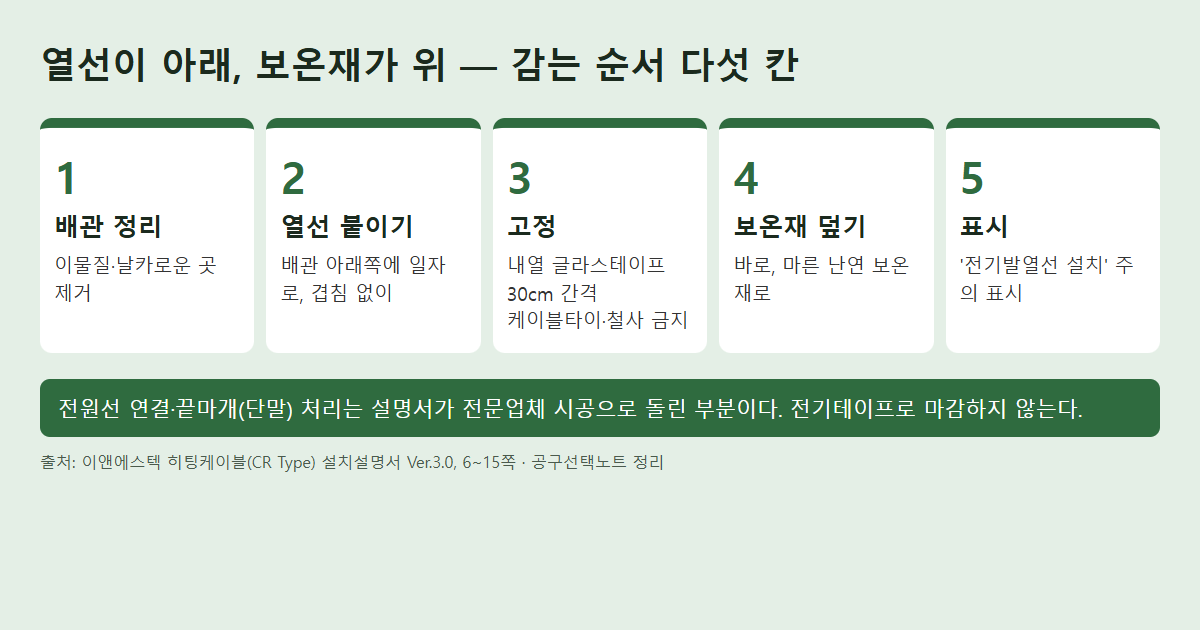 열선이 아래, 보온재가 위 — 감는 순서 다섯 칸
1
배관 정리
이물질·날카로운 곳
제거
2
열선 붙이기
배관 아래쪽에 일자
로, 겹침 없이
3
고정
내열 글라스테이프
30cm 간격
케이블타이·철사 금지
4
보온재 덮기
바로, 마른 난연 보온
재로
5
표시
'전기발열선 설치' 주
의 표시
전원선 연결·끝마개(단말) 처리는 설명서가 전문업체 시공으로 돌린 부분이다. 전기테이프로 마감하지 않는다.
출처: 이앤에스텍 히팅케이블(CR Type) 설치설명서 Ver.3.0, 6~15쪽 · 공구선택노트 정리